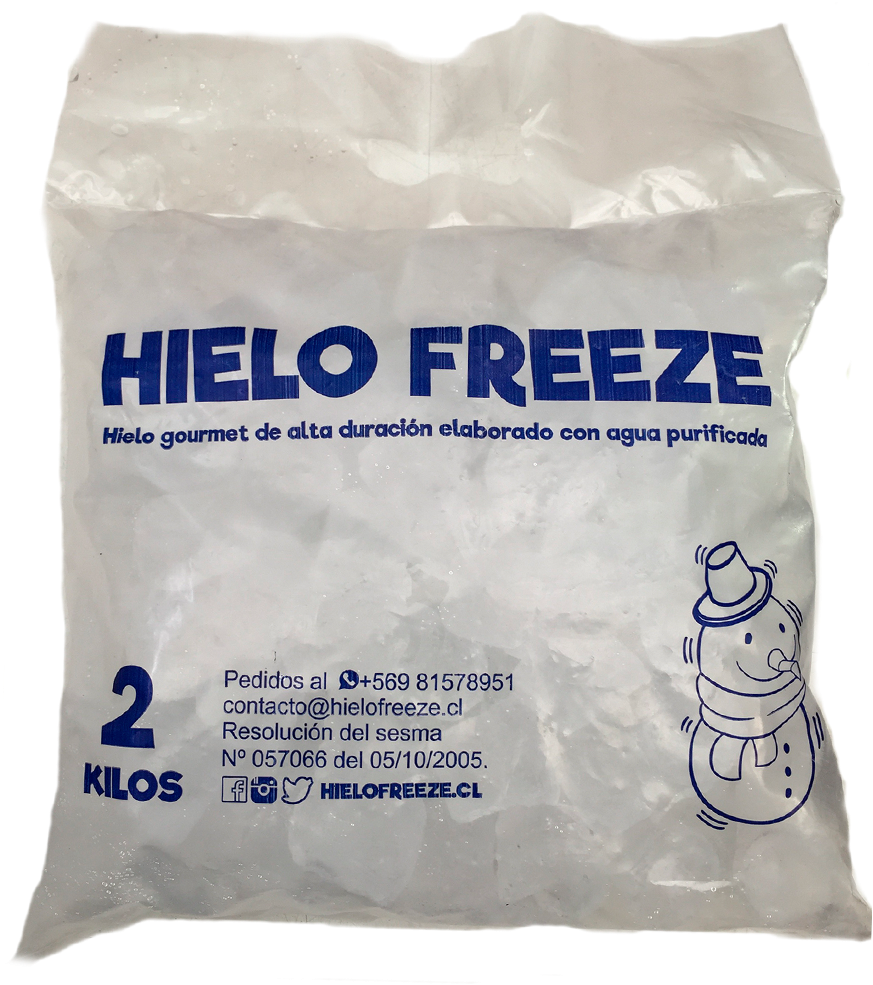 HIELO FREEZE
Hielo gourmet de alta duración elaborado con agua purificada
2
KILOS
Pedidos al +569 81578951
contacto@hielofreeze.cl
Resolución del sesma
Nº 057066 del 05/10/2005.
HIELOFREEZE.CL